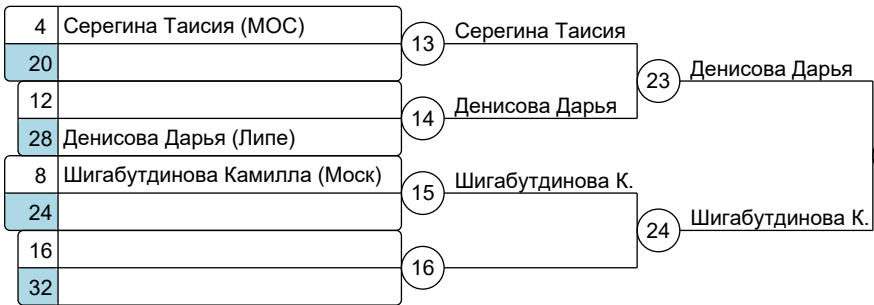 4 Серегина Таисия (МОС)
20
12
28 Денисова Дарья (Липе)
8 Шигабутдинова Камилла (Моск)
24
16
32
13 Серегина Таисия
14 Денисова Дарья
15 Шигабутдинова К.
16
23 Денисова Дарья
24 Шигабутдинова К.